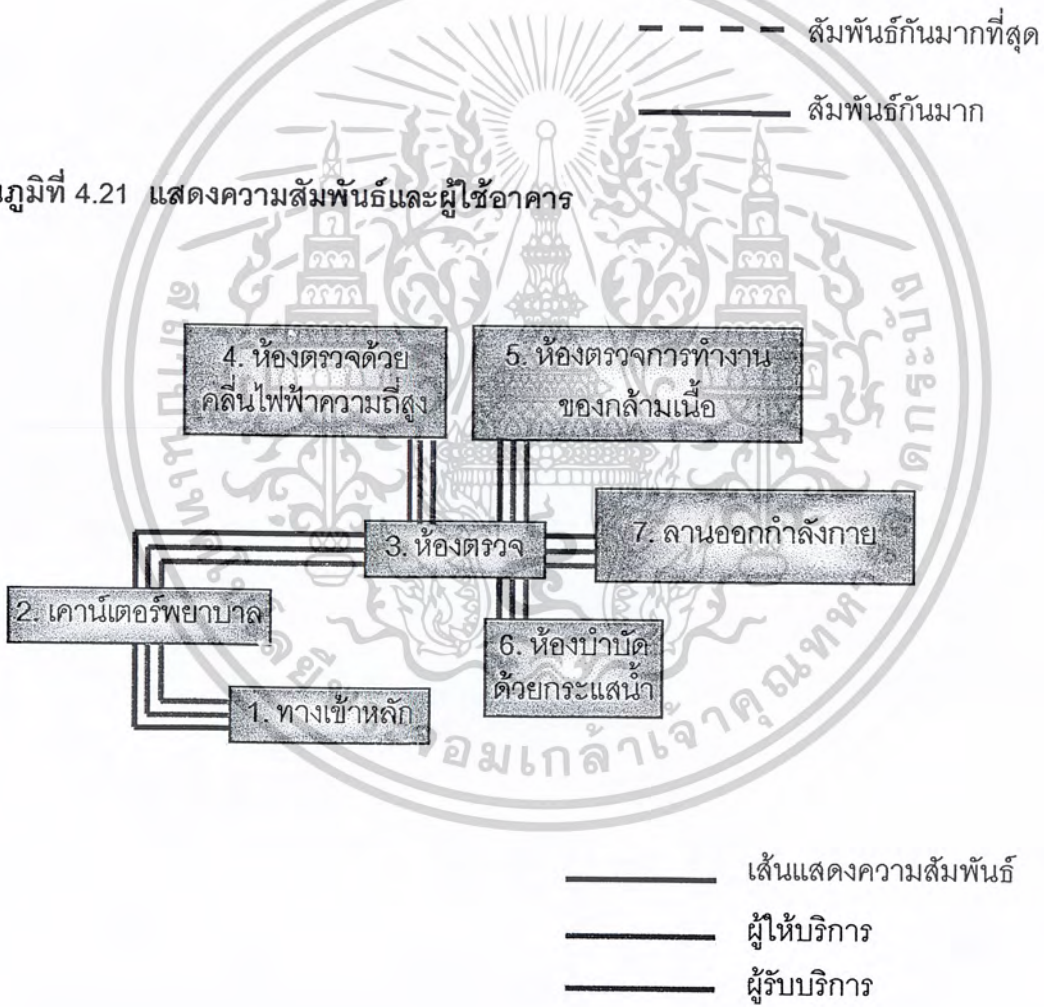 สัมพันธ์กันมากที่สุด
สัมพันธ์กันมาก
ภูมิที่ 4.21 แสดงความสัมพันธ์และผู้ใช้อาคาร
4. ห้องตรวจด้วย
คลื่นไฟฟ้าความถี่สูง
5. ห้องตรวจการทำงาน
ของกล้ามเนื้อ
3. ห้องตรวจ
7. ลานออกกำลังกาย
2. เคาน์เตอร์พยาบาล
6. ห้องบำบัด
ด้วยกระแสน้ำ
1. ทางเข้าหลัก
เส้นแสดงความสัมพันธ์
ผู้ให้บริการ
ผู้รับบริการ